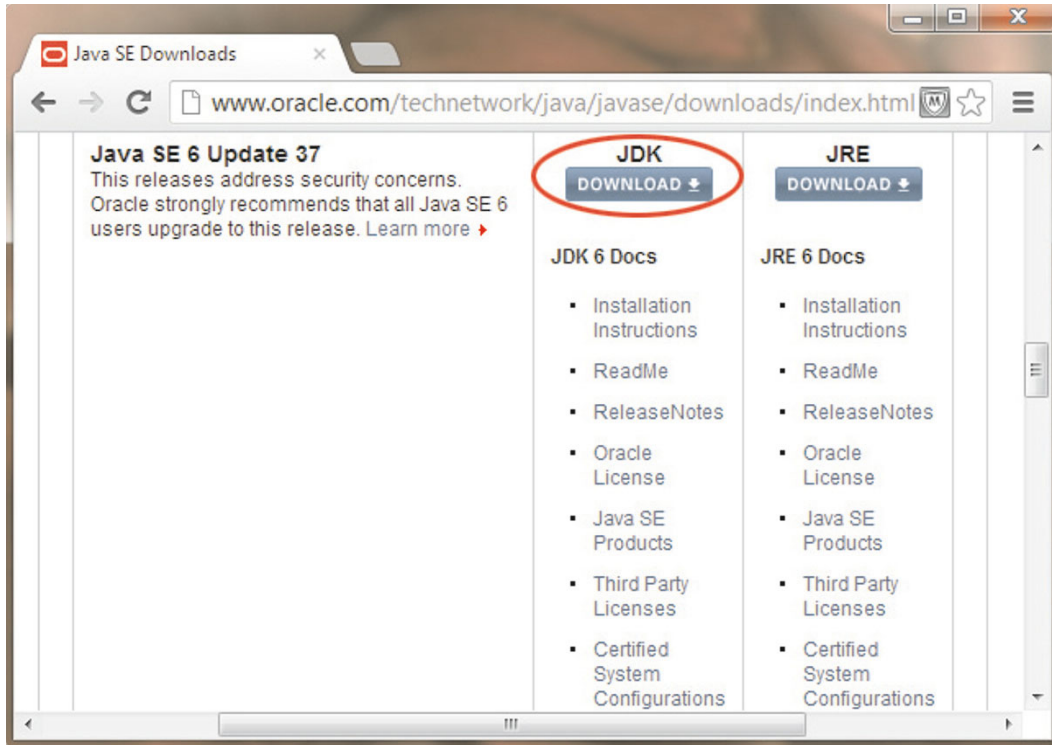 Java SE Downloads
www.oracle.com/technetwork/java/javase/downloads/index.html
Java SE 6 Update 37
This releases address security concerns.
Oracle strongly recommends that all Java SE 6
users upgrade to this release. Learn more
JDK
DOWNLOAD
JDK 6 Docs
Installation
Instructions
ReadMe
ReleaseNotes
Oracle
License
Java SE
Products
Third Party
Licenses
Certified
System
Configurations
JRE
DOWNLOAD
JRE 6 Docs
Installation
Instructions
ReadMe
ReleaseNotes
Oracle
License
Java SE
Products
Third Party
Licenses
Certified
System
Configurations